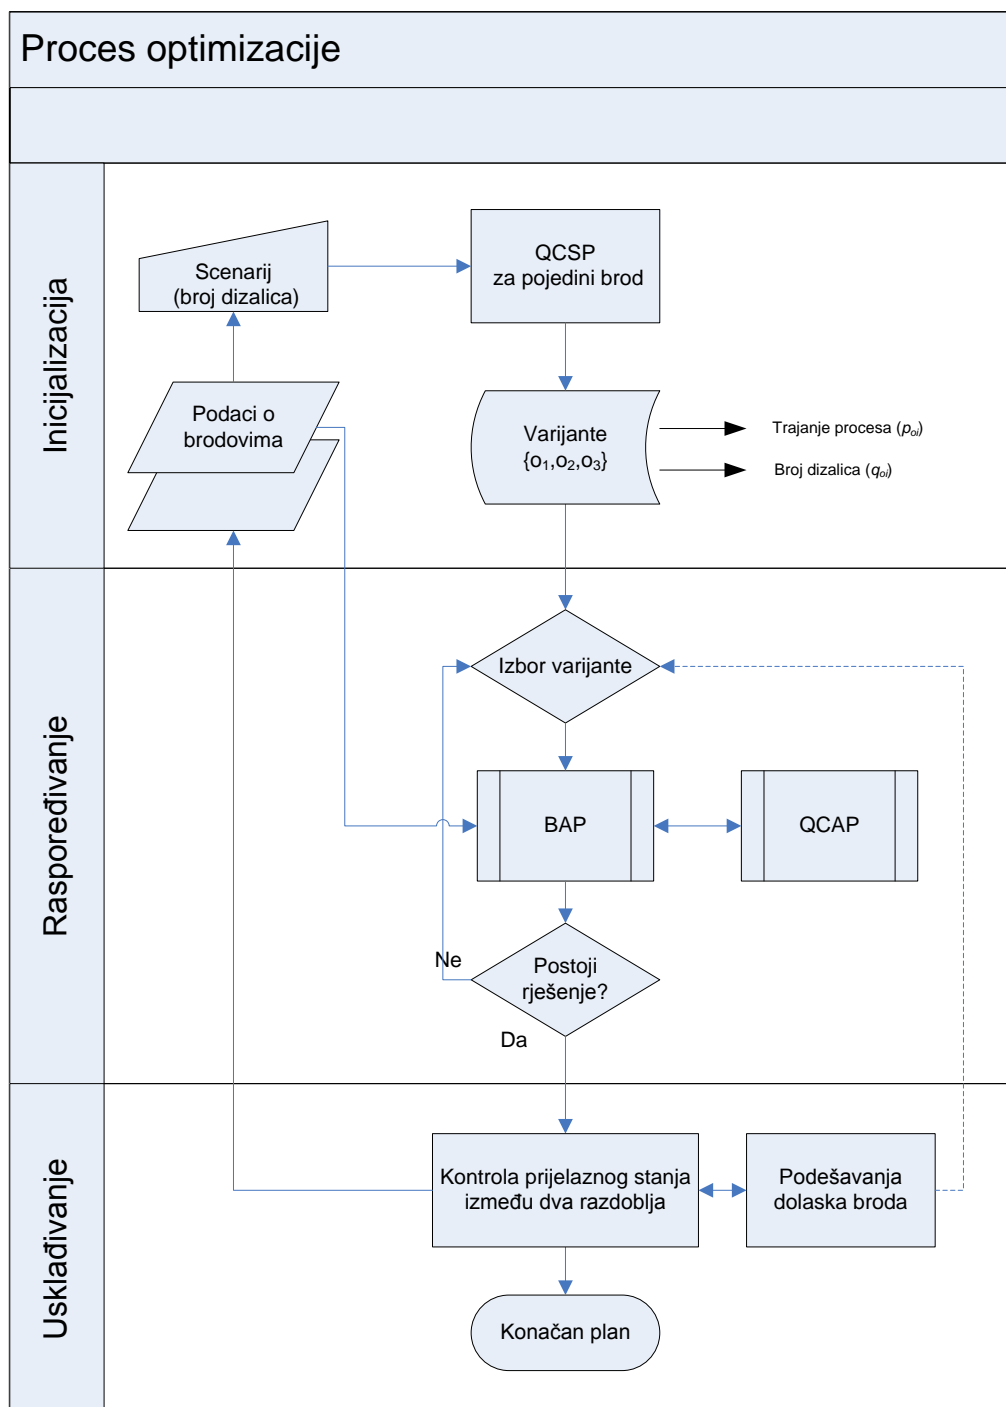 Proces optimizacije
Inicijalizacija
Scenarij
(broj dizalica)
QCSP
za pojedini brod
Podaci o
brodovima
Varijante
{o₁,o₂,o₃}
Trajanje procesa (pₒᵢ)
Broj dizalica (qₒᵢ)
Raspoređivanje
Izbor varijante
BAP
QCAP
Ne
Postoji
rješenje?
Da
Usklađivanje
Kontrola prijelaznog stanja
između dva razdoblja
Podešavanja
dolaska broda
Konačan plan